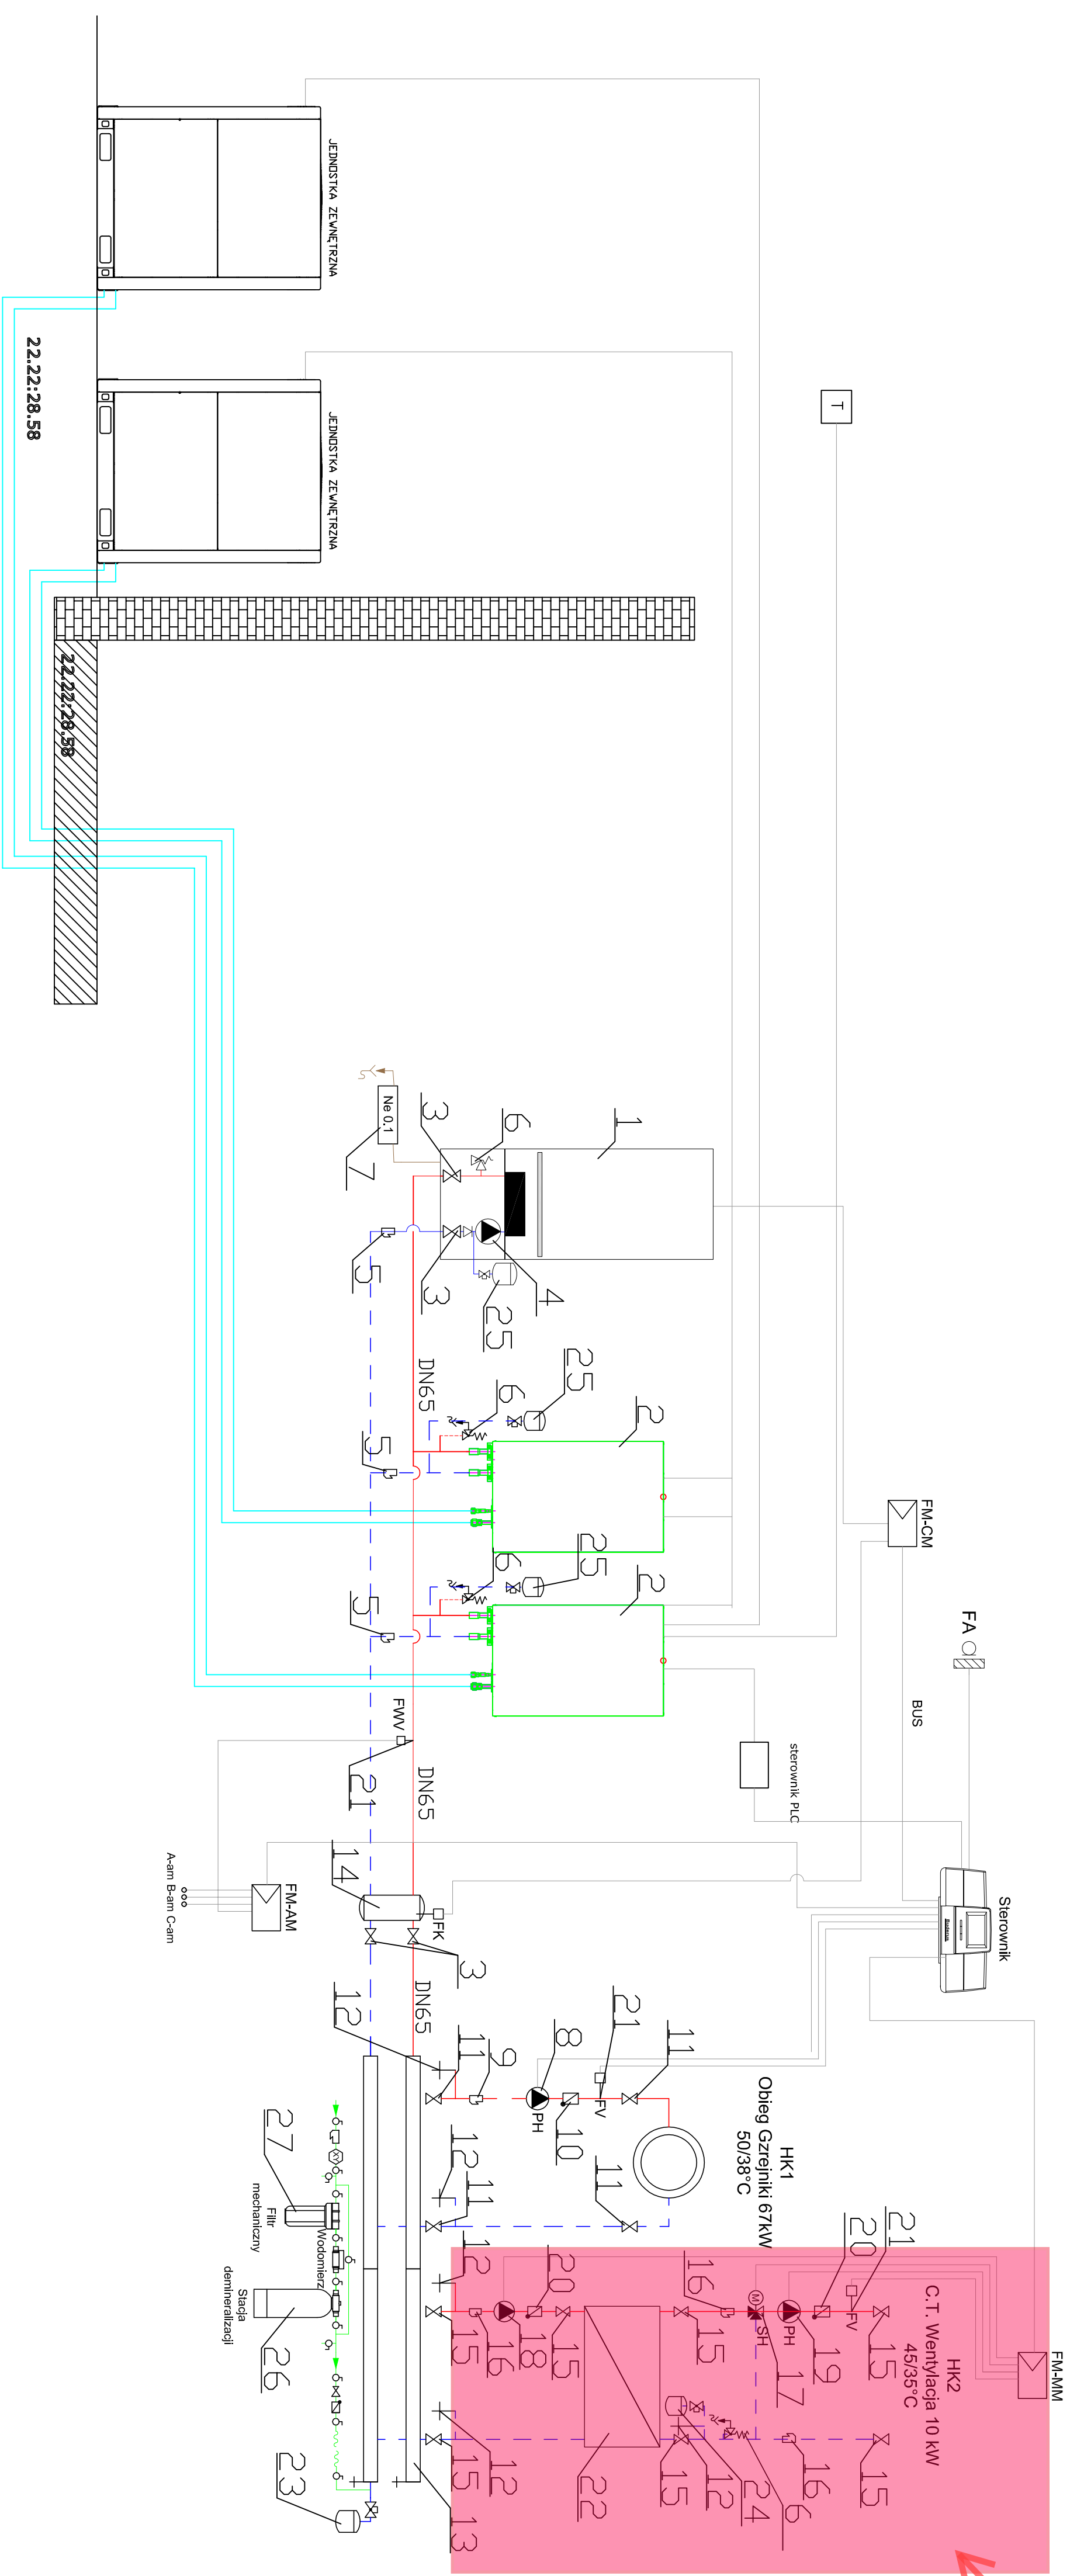 JEDNOSTKA ZEWNĘTRZNA
22.22:28.58
JEDNOSTKA ZEWNĘTRZNA
22.22:28.58
T
Ne 0.1
7
3
6
1
5
3
4
25
DN65
6
25
2
5
6
25
2
5
FM-CM
FA
BUS
sterownik PLC
FWV
21
DN65
14
FK
3
FM-AM
A-am B-am C-am
Sterownik
DN65
12
11
9
8
21
11
PH
FV
10
HK1
Obieg Gzrejniki 67kW
50/38°C
12
11
11
27
Filtr
mechaniczny
Wodomierz
Stacja
demineralizacji
26
23
12
15
16
18
20
15
15
16
M
SH
17
PH
19
20
21
FV
15
HK2
C.T. Wentylacja 10 kW
45/35°C
FM-MM
12
15
13
22
15
12
24
6
16
15